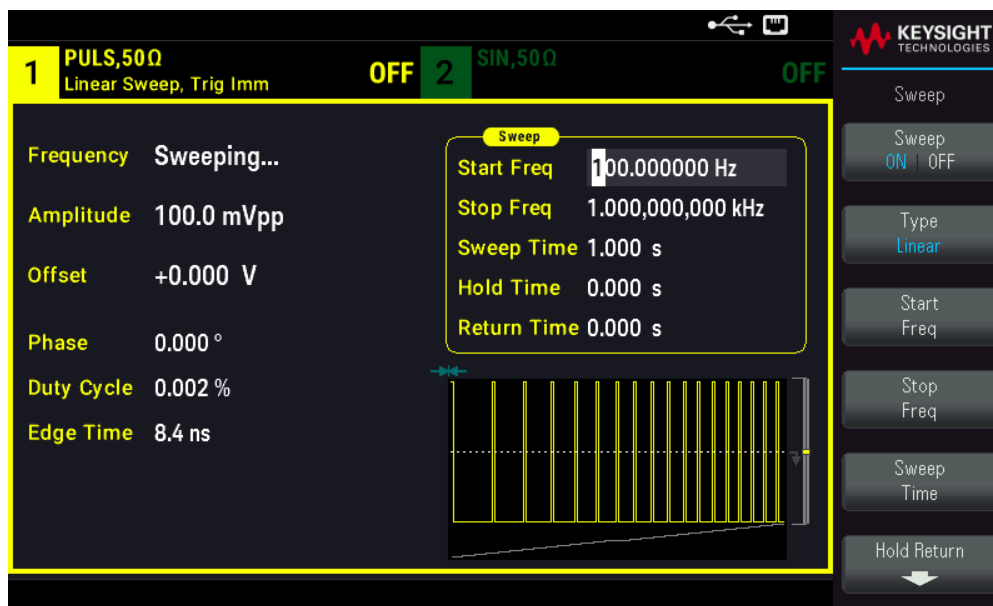 KEYSIGHT
TECHNOLOGIES
1 PULS,50Ω OFF
Linear Sweep, Trig Imm
2 SIN,50Ω OFF
Frequency Sweeping...
Amplitude 100.0 mVpp
Offset +0.000 V
Phase 0.000 °
Duty Cycle 0.002 %
Edge Time 8.4 ns
Sweep
Start Freq 100.000000 Hz
Stop Freq 1.000,000,000 kHz
Sweep Time 1.000 s
Hold Time 0.000 s
Return Time 0.000 s
Sweep
Sweep
ON | OFF
Type
Linear
Start
Freq
Stop
Freq
Sweep
Time
Hold Return